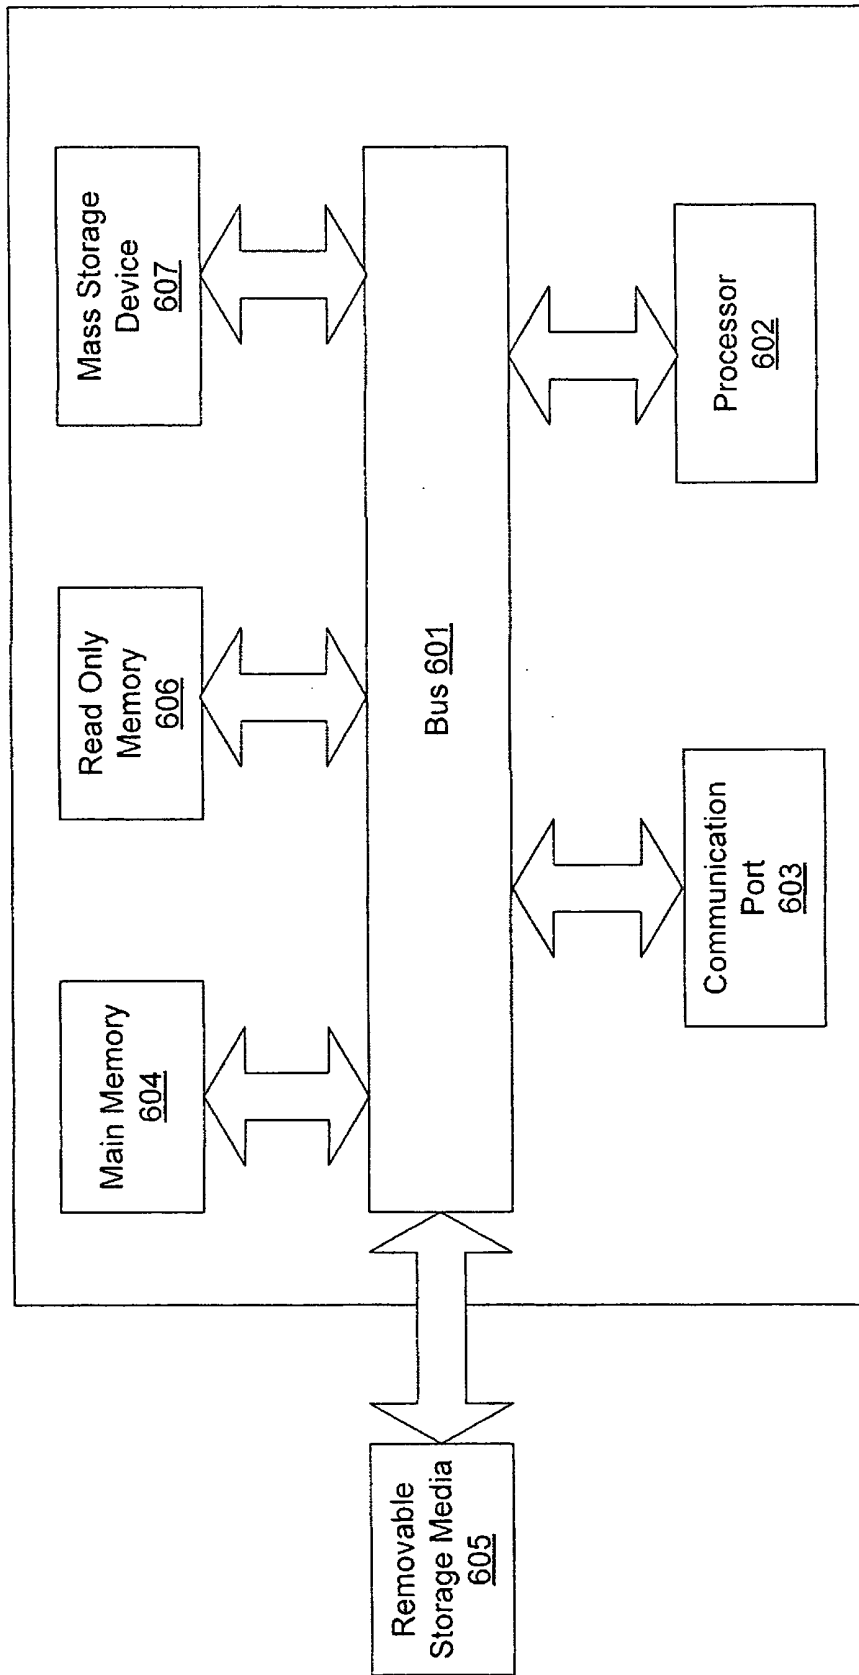 Main Memory
604
Read Only
Memory
606
Mass Storage
Device
607
Removable
Storage Media
605
Bus 601
Communication
Port
603
Processor
602